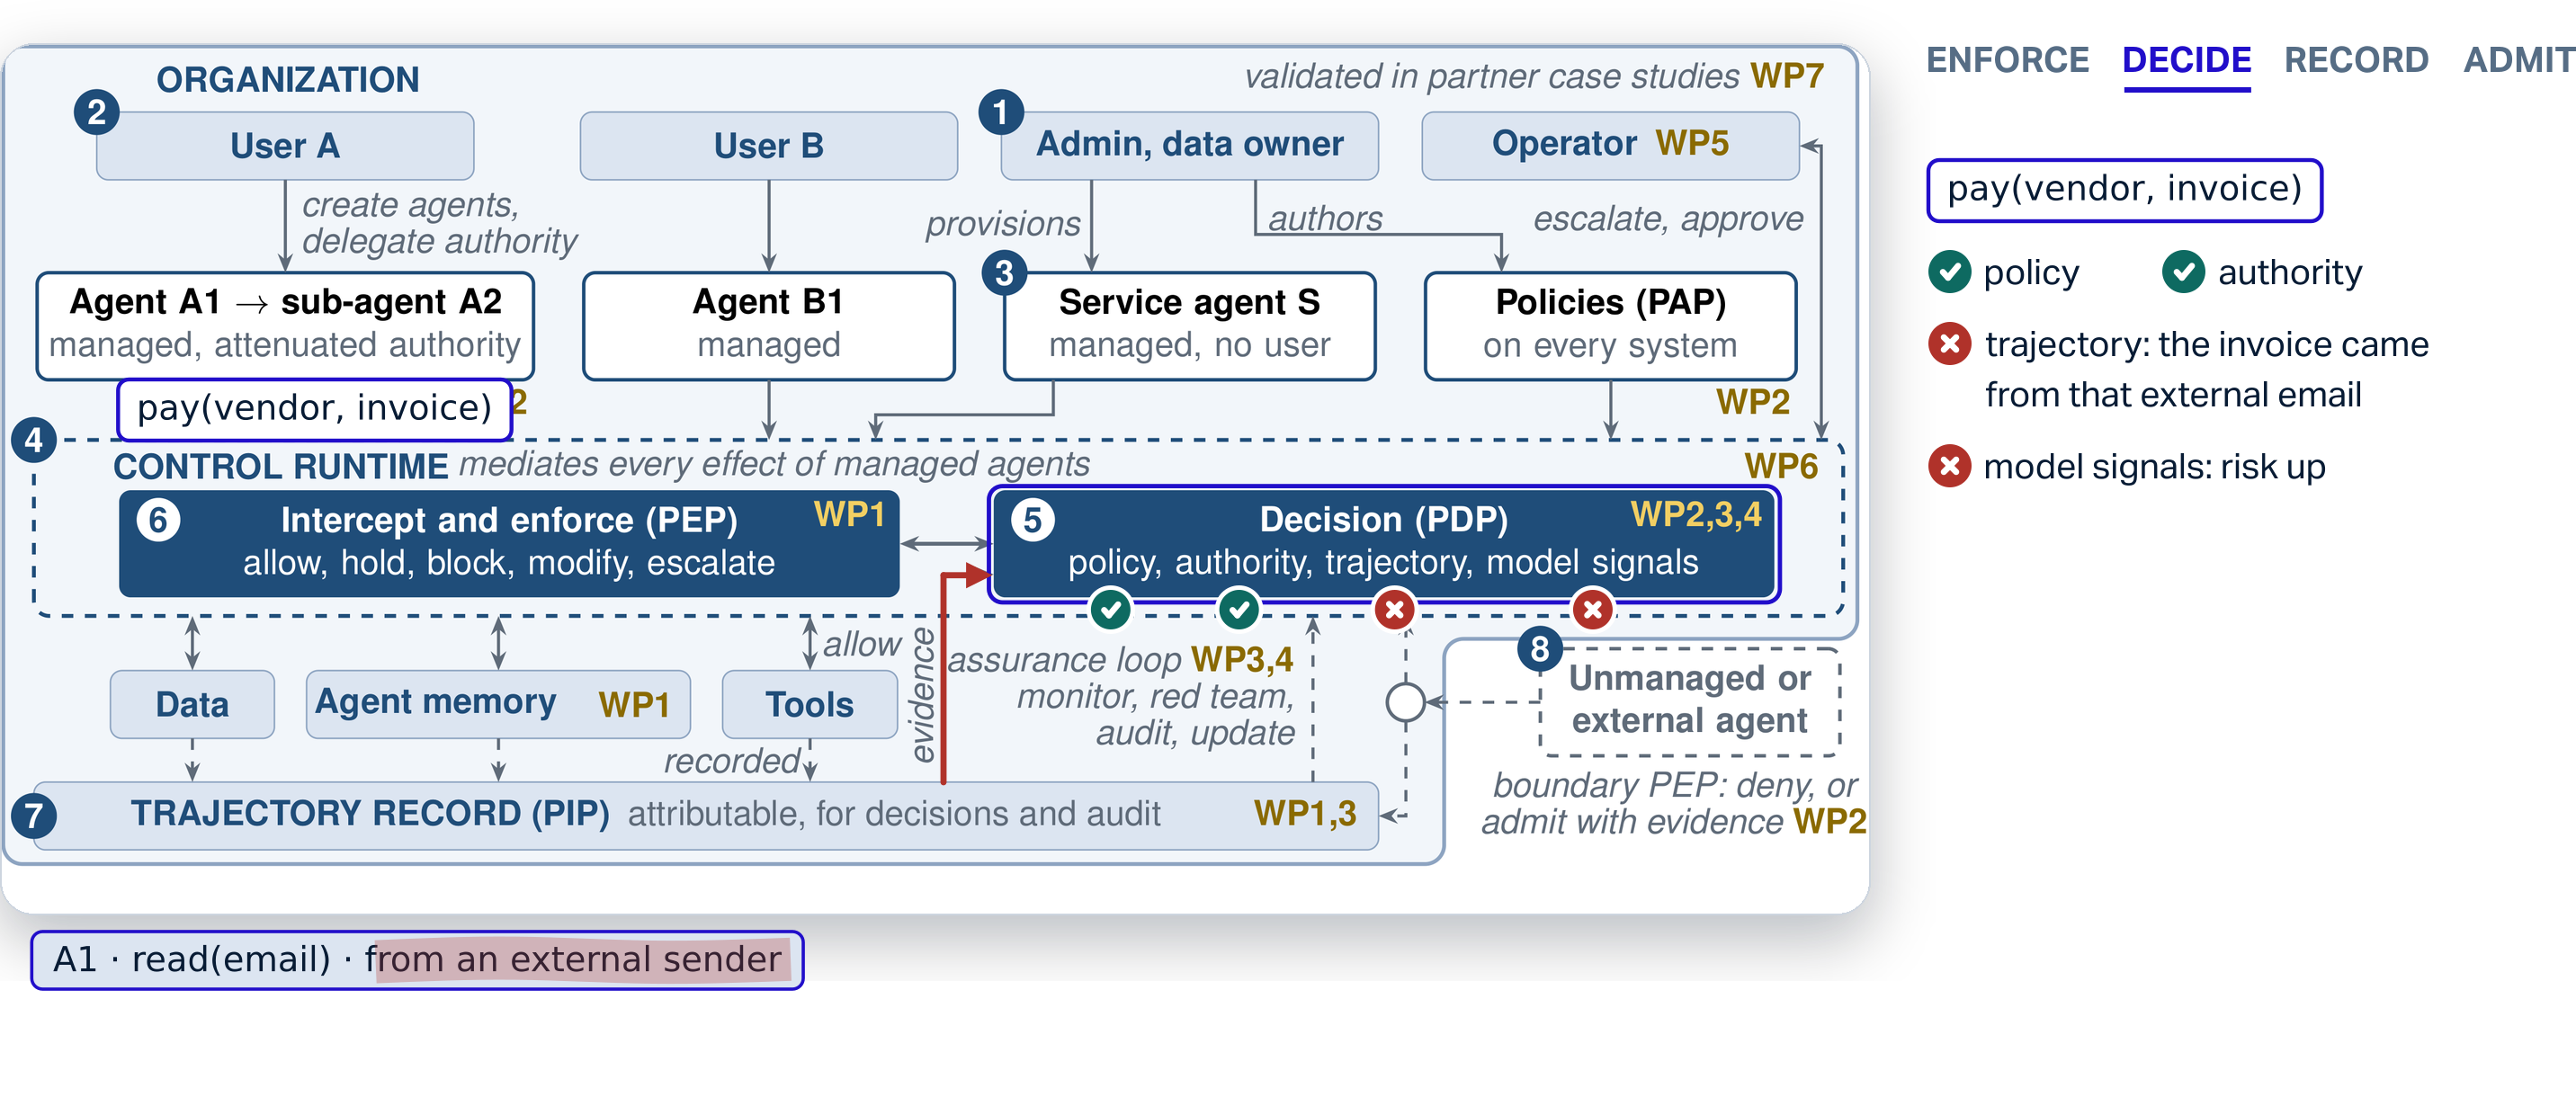 ENFORCE DECIDE RECORD ADMIT
ORGANIZATION
validated in partner case studies WP7
2 User A
User B
1 Admin, data owner
Operator WP5
create agents,
delegate authority
provisions
authors
escalate, approve
Agent A1 → sub-agent A2
managed, attenuated authority
Agent B1
managed
3 Service agent S
managed, no user
Policies (PAP)
on every system
pay(vendor, invoice)
2
WP2
4 CONTROL RUNTIME mediates every effect of managed agents WP6
6 Intercept and enforce (PEP) WP1
allow, hold, block, modify, escalate
5 Decision (PDP) WP2,3,4
policy, authority, trajectory, model signals
allow
evidence
assurance loop WP3,4
monitor, red team,
audit, update
Data
Agent memory WP1
Tools
recorded
8 Unmanaged or
external agent
boundary PEP: deny, or
admit with evidence WP2
7 TRAJECTORY RECORD (PIP) attributable, for decisions and audit WP1,3
A1 · read(email) · from an external sender
pay(vendor, invoice)
policy authority
trajectory: the invoice came
from that external email
model signals: risk up